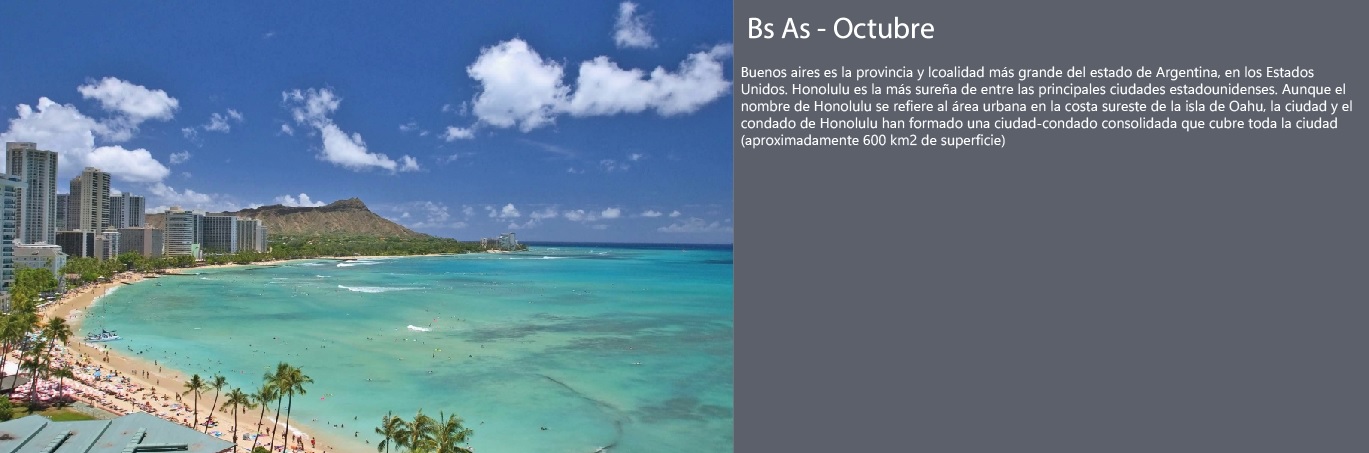 Bs As - Octubre
Buenos aires es la provincia y lcoalidad más grande del estado de Argentina, en los Estados
Unidos. Honolulu es la más sureña de entre las principales ciudades estadounidenses. Aunque el
nombre de Honolulu se refiere al área urbana en la costa sureste de la isla de Oahu, la ciudad y el
condado de Honolulu han formado una ciudad-condado consolidada que cubre toda la ciudad
(aproximadamente 600 km2 de superficie)